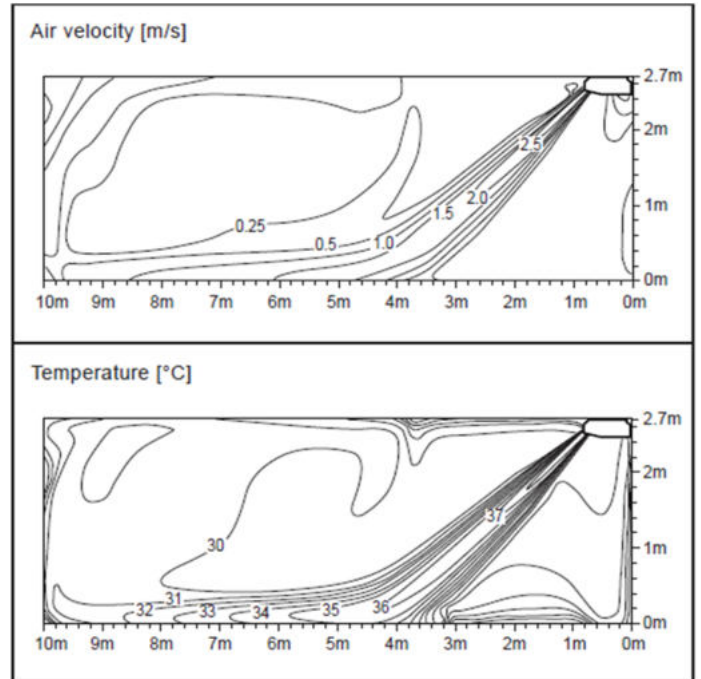 Air velocity [m/s]
2.7m
2m
2.5
2.0
1m
1.5
0.25
0.5
1.0
0m
10m 9m 8m 7m 6m 5m 4m 3m 2m 1m 0m
Temperature [°C]
2.7m
2m
37
1m
30
31
32 33 34 35 36
0m
10m 9m 8m 7m 6m 5m 4m 3m 2m 1m 0m